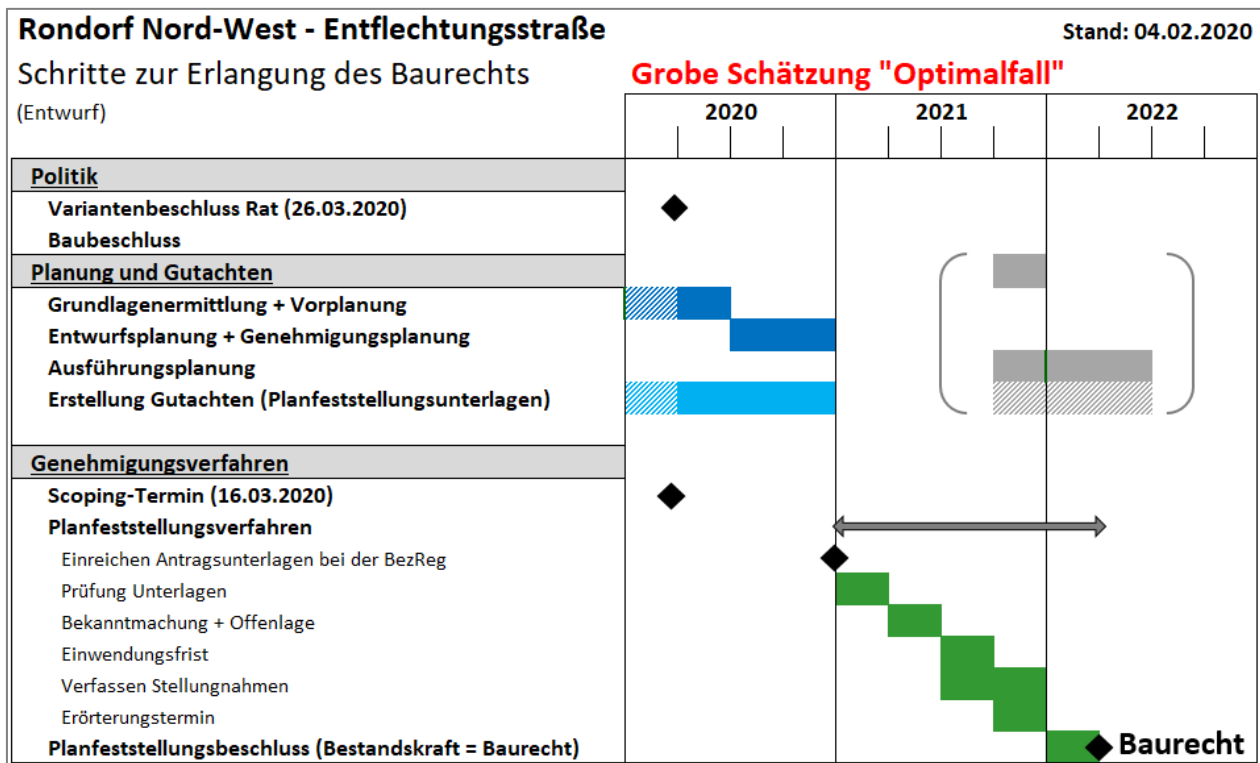 Rondorf Nord-West - Entflechtungsstraße
Stand: 04.02.2020
Schritte zur Erlangung des Baurechts
Grobe Schätzung "Optimalfall"
(Entwurf)
2020 2021 2022
Politik
Variantenbeschluss Rat (26.03.2020)
Baubeschluss
Planung und Gutachten
Grundlagenermittlung + Vorplanung
Entwurfsplanung + Genehmigungsplanung
Ausführungsplanung
Erstellung Gutachten (Planfeststellungsunterlagen)
Genehmigungsverfahren
Scoping-Termin (16.03.2020)
Planfeststellungsverfahren
Einreichen Antragsunterlagen bei der BezReg
Prüfung Unterlagen
Bekanntmachung + Offenlage
Einwendungsfrist
Verfassen Stellungnahmen
Erörterungstermin
Planfeststellungsbeschluss (Bestandskraft = Baurecht)
Baurecht